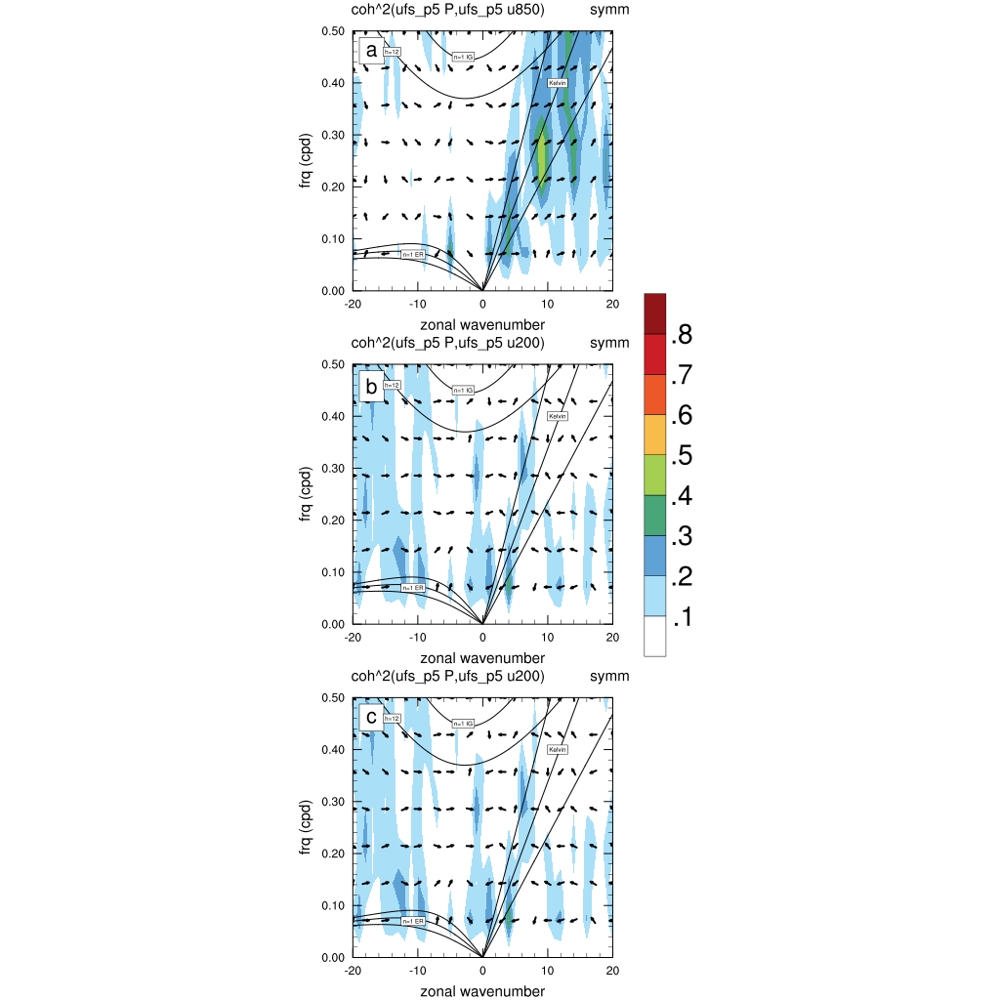 coh^2(ufs_p5 P,ufs_p5 u850) symm
a
h=12
n=1 IG
Kelvin
n=1 ER
0.50
0.40
0.30
0.20
0.10
0.00
frq (cpd)
-20 -10 0 10 20
zonal wavenumber
coh^2(ufs_p5 P,ufs_p5 u200) symm
b
h=12
n=1 IG
Kelvin
n=1 ER
0.50
0.40
0.30
0.20
0.10
0.00
frq (cpd)
-20 -10 0 10 20
zonal wavenumber
coh^2(ufs_p5 P,ufs_p5 u200) symm
c
h=12
n=1 IG
Kelvin
n=1 ER
0.50
0.40
0.30
0.20
0.10
0.00
frq (cpd)
-20 -10 0 10 20
zonal wavenumber
.8
.7
.6
.5
.4
.3
.2
.1